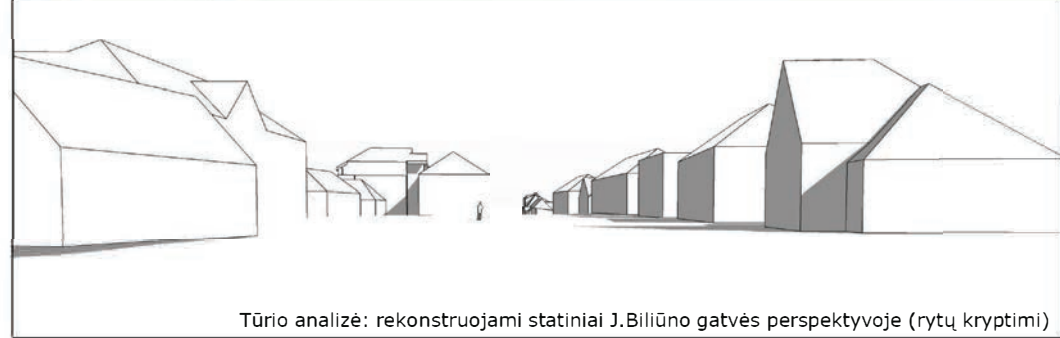 Tūrio analizė: rekonstruojami statiniai J.Biliūno gatvės perspektyvoje (rytų kryptimi)